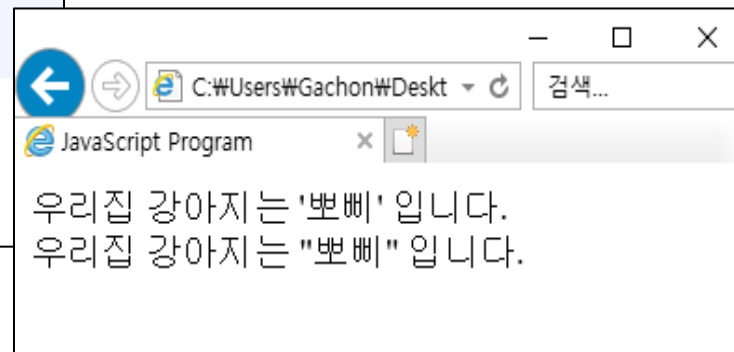 C:₩Users₩Gachon₩Deskt
검색...
JavaScript Program
우리집 강아지는 '뽀삐' 입니다.
우리집 강아지는 "뽀삐" 입니다.